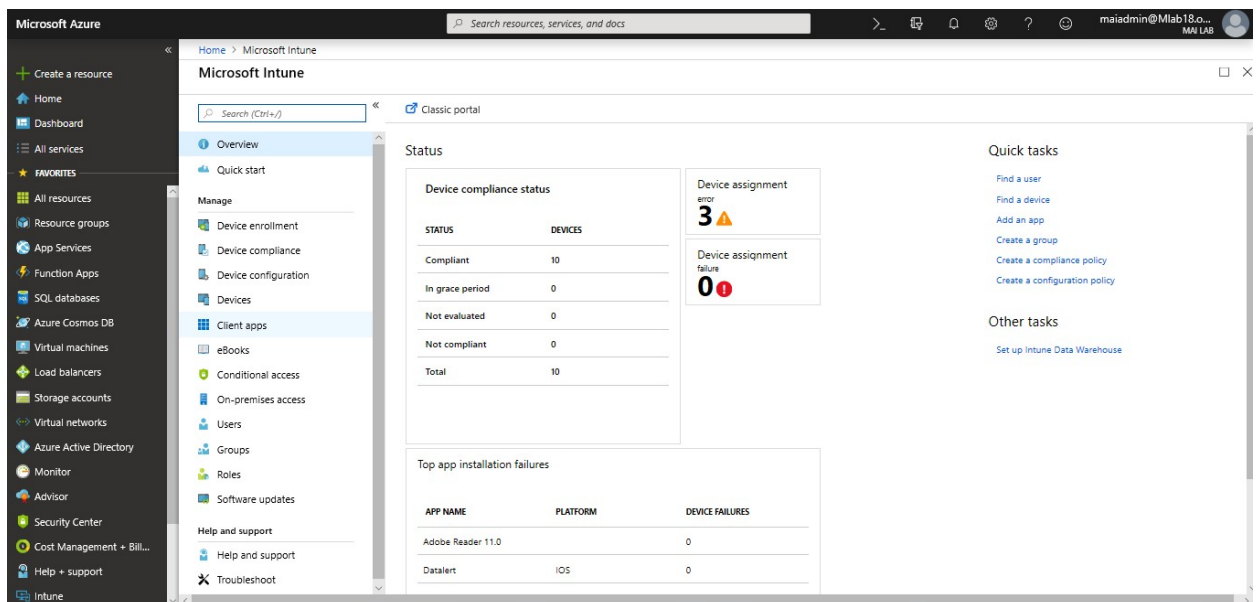 Microsoft Azure
Search resources, services, and docs
maiadmin@Mlab18.o...
MAI LAB
Create a resource
Home
Dashboard
All services
FAVORITES
All resources
Resource groups
App Services
Function Apps
SQL databases
Azure Cosmos DB
Virtual machines
Load balancers
Storage accounts
Virtual networks
Azure Active Directory
Monitor
Advisor
Security Center
Cost Management + Bill...
Help + support
Intune
Home > Microsoft Intune
Microsoft Intune
Search (Ctrl+/)
Overview
Quick start
Manage
Device enrollment
Device compliance
Device configuration
Devices
Client apps
eBooks
Conditional access
On-premises access
Users
Groups
Roles
Software updates
Help and support
Help and support
Troubleshoot
Classic portal
Status
Device compliance status
STATUS DEVICES
Compliant 10
In grace period 0
Not evaluated 0
Not compliant 0
Total 10
Device assignment
error
3
Device assignment
failure
0
Top app installation failures
APP NAME PLATFORM DEVICE FAILURES
Adobe Reader 11.0 0
Datalert IOS 0
Quick tasks
Find a user
Find a device
Add an app
Create a group
Create a compliance policy
Create a configuration policy
Other tasks
Set up Intune Data Warehouse